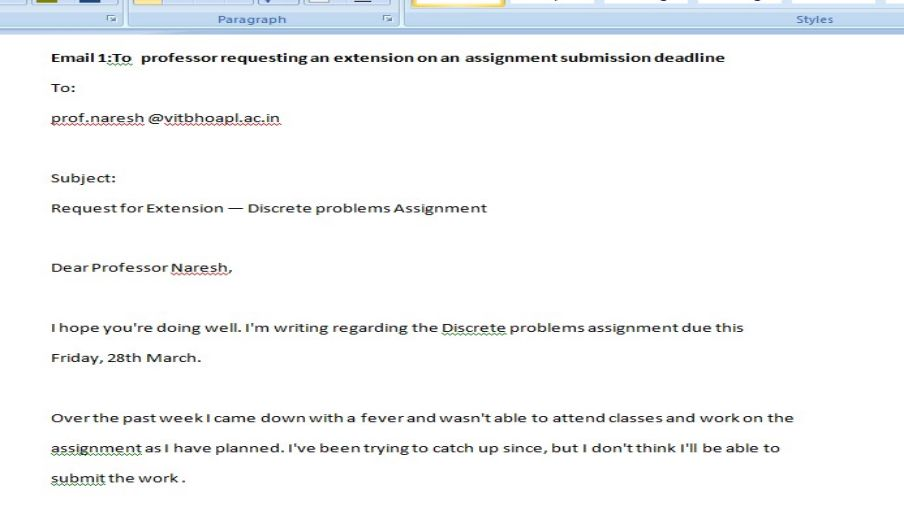 Paragraph
Styles
Email 1:To professor requesting an extension on an assignment submission deadline
To:
prof.naresh @vitbhoapl.ac.in
Subject:
Request for Extension — Discrete problems Assignment
Dear Professor Naresh,
I hope you're doing well. I'm writing regarding the Discrete problems assignment due this
Friday, 28th March.
Over the past week I came down with a fever and wasn't able to attend classes and work on the
assignment as I have planned. I've been trying to catch up since, but I don't think I'll be able to
submit the work .